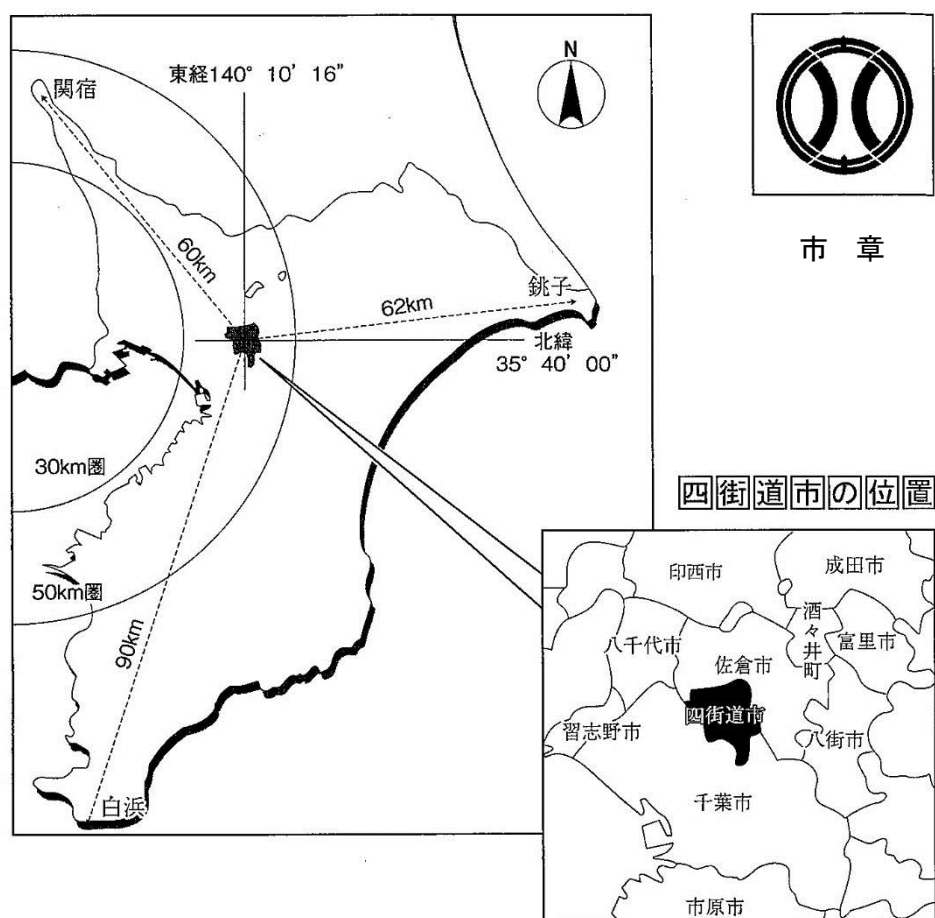 東経140° 10′ 16″
N
関宿
60km
銚子
62km
北緯
35° 40′ 00″
30km圏
50km圏
90km
白浜
市 章
四街道市の位置
印西市
成田市
酒々井町
八千代市
富里市
佐倉市
四街道市
習志野市
八街市
千葉市
市原市